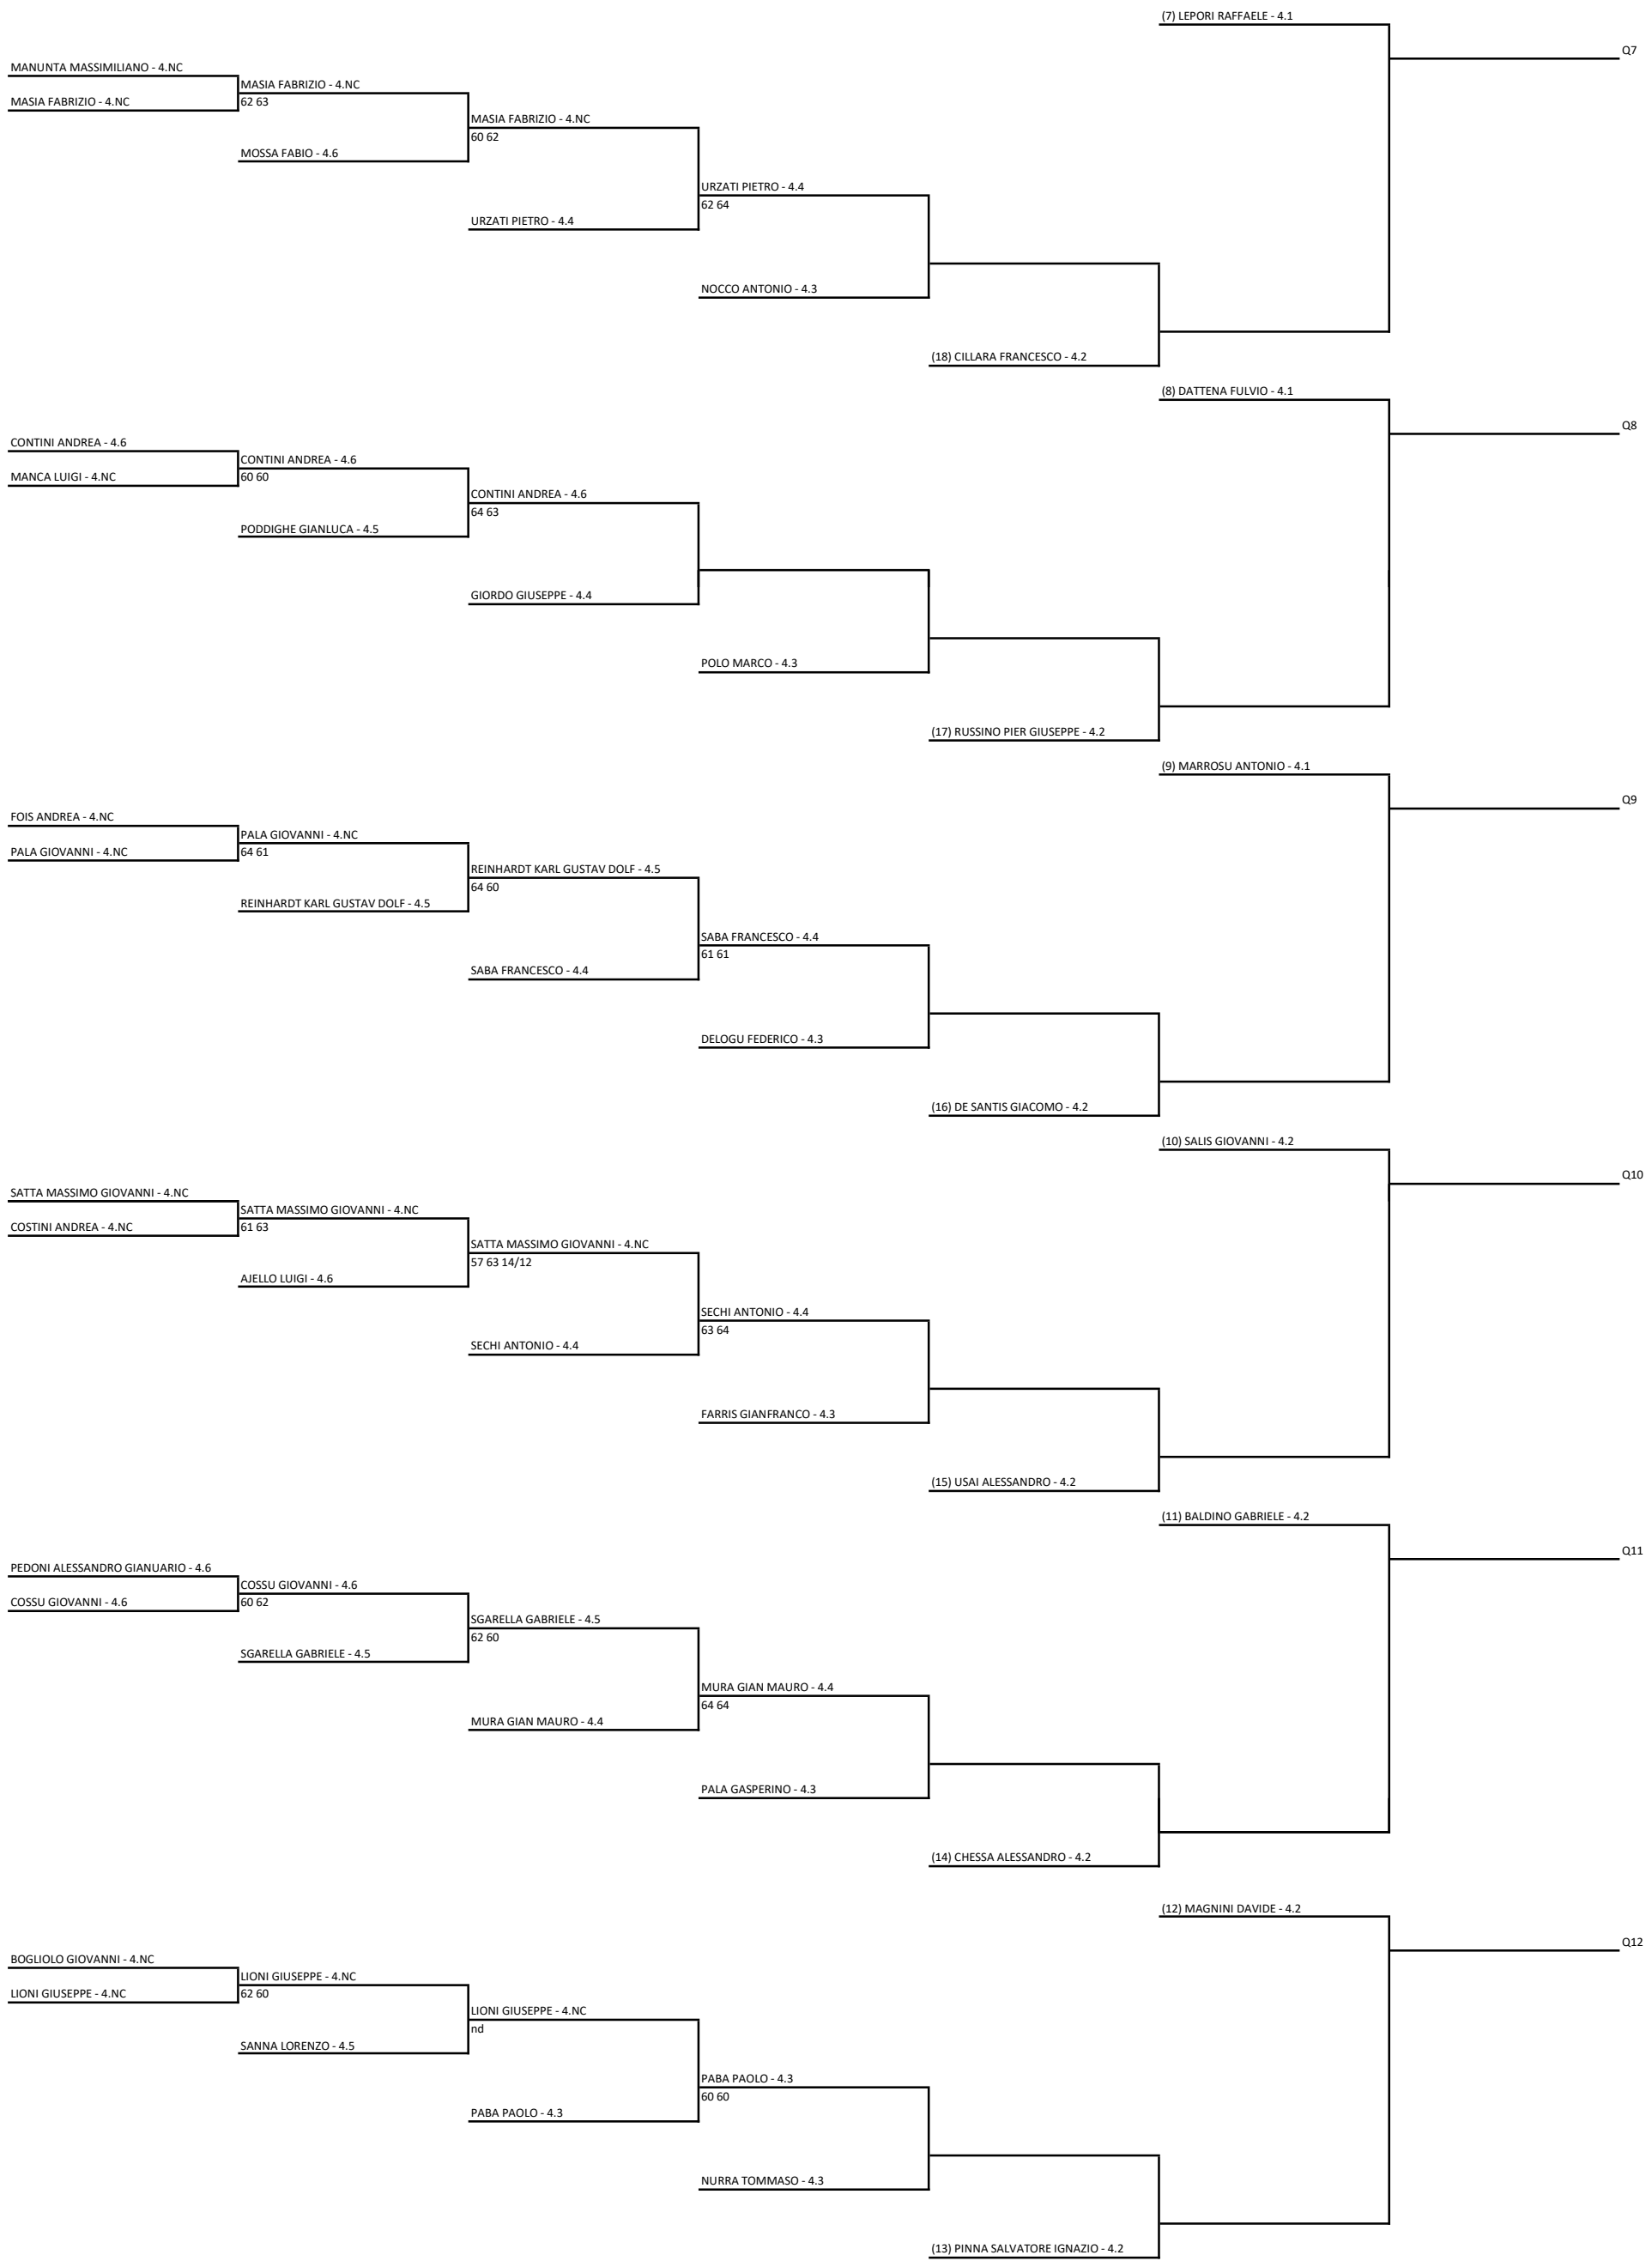 (7) LEPORI RAFFAELE - 4.1
Q7
MANUNTA MASSIMILIANO - 4.NC
MASIA FABRIZIO - 4.NC
MASIA FABRIZIO - 4.NC
62 63
MASIA FABRIZIO - 4.NC
60 62
MOSSA FABIO - 4.6
URZATI PIETRO - 4.4
62 64
URZATI PIETRO - 4.4
NOCCO ANTONIO - 4.3
(18) CILLARA FRANCESCO - 4.2
(8) DATTENA FULVIO - 4.1
Q8
CONTINI ANDREA - 4.6
CONTINI ANDREA - 4.6
MANCA LUIGI - 4.NC
60 60
CONTINI ANDREA - 4.6
64 63
PODDIGHE GIANLUCA - 4.5
GIORDO GIUSEPPE - 4.4
POLO MARCO - 4.3
(17) RUSSINO PIER GIUSEPPE - 4.2
(9) MARROSU ANTONIO - 4.1
Q9
FOIS ANDREA - 4.NC
PALA GIOVANNI - 4.NC
PALA GIOVANNI - 4.NC
64 61
REINHARDT KARL GUSTAV DOLF - 4.5
64 60
REINHARDT KARL GUSTAV DOLF - 4.5
SABA FRANCESCO - 4.4
61 61
SABA FRANCESCO - 4.4
DELOGU FEDERICO - 4.3
(16) DE SANTIS GIACOMO - 4.2
(10) SALIS GIOVANNI - 4.2
Q10
SATTA MASSIMO GIOVANNI - 4.NC
SATTA MASSIMO GIOVANNI - 4.NC
COSTINI ANDREA - 4.NC
61 63
SATTA MASSIMO GIOVANNI - 4.NC
57 63 14/12
AJELLO LUIGI - 4.6
SECHI ANTONIO - 4.4
63 64
SECHI ANTONIO - 4.4
FARRIS GIANFRANCO - 4.3
(15) USAI ALESSANDRO - 4.2
(11) BALDINO GABRIELE - 4.2
Q11
PEDONI ALESSANDRO GIANUARIO - 4.6
COSSU GIOVANNI - 4.6
COSSU GIOVANNI - 4.6
60 62
SGARELLA GABRIELE - 4.5
62 60
SGARELLA GABRIELE - 4.5
MURA GIAN MAURO - 4.4
64 64
MURA GIAN MAURO - 4.4
PALA GASPERINO - 4.3
(14) CHESSA ALESSANDRO - 4.2
(12) MAGNINI DAVIDE - 4.2
Q12
BOGLIOLO GIOVANNI - 4.NC
LIONI GIUSEPPE - 4.NC
LIONI GIUSEPPE - 4.NC
62 60
LIONI GIUSEPPE - 4.NC
nd
SANNA LORENZO - 4.5
PABA PAOLO - 4.3
60 60
PABA PAOLO - 4.3
NURRA TOMMASO - 4.3
(13) PINNA SALVATORE IGNAZIO - 4.2